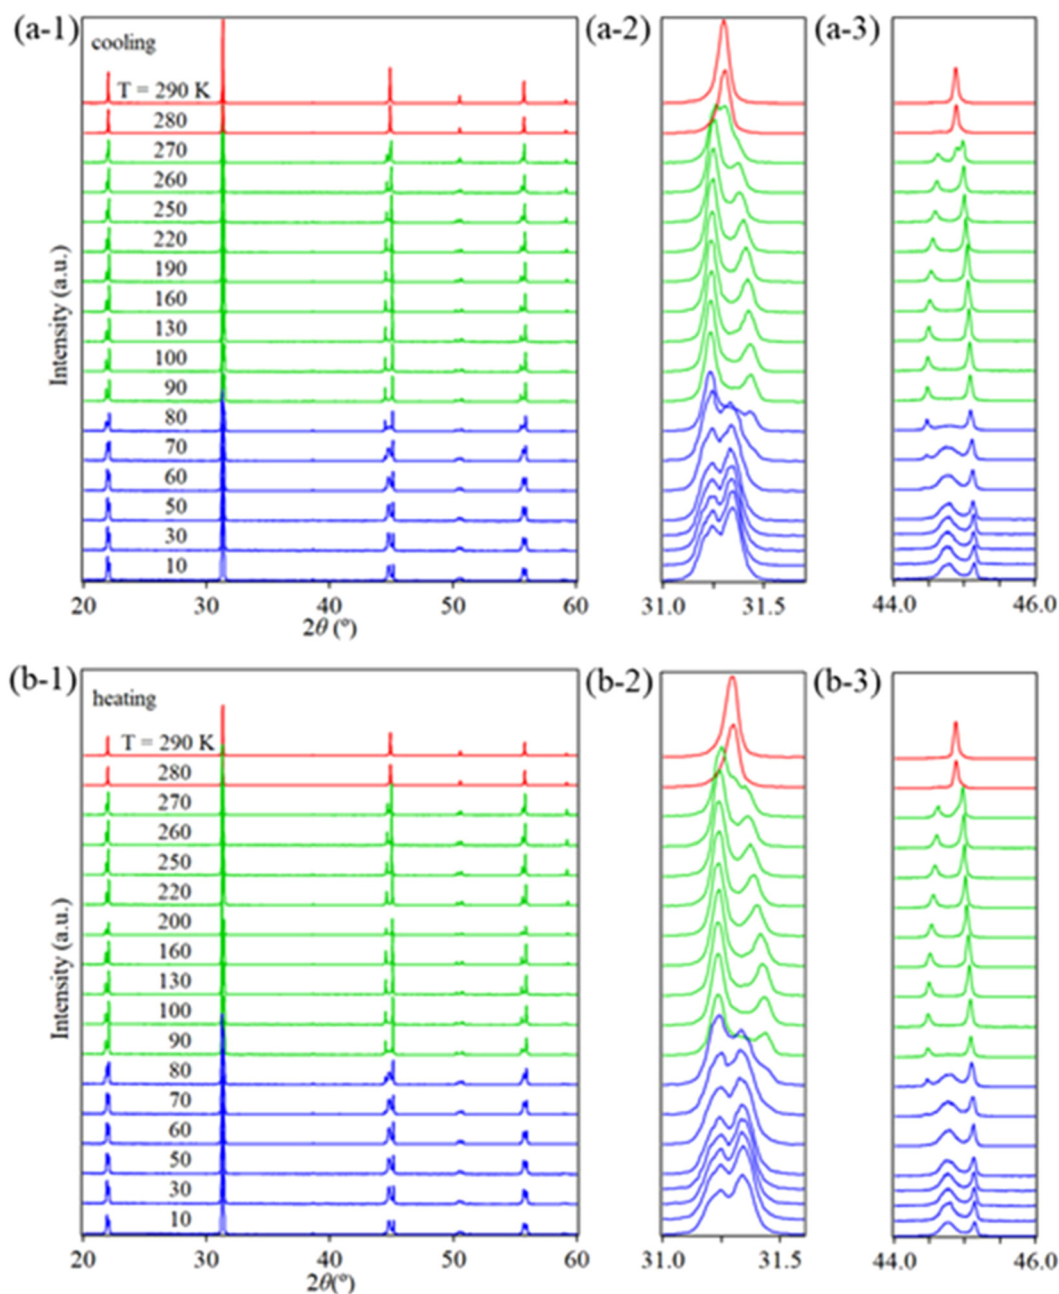 (a-1)
cooling
T = 290 K
280
270
260
250
220
190
160
130
100
90
80
70
60
50
30
10
Intensity (a.u.)
20 30 40 50 60
2θ (º)
(a-2)
31.0 31.5
(a-3)
44.0 46.0
(b-1)
heating
T = 290 K
280
270
260
250
220
200
160
130
100
90
80
70
60
50
30
10
Intensity (a.u.)
20 30 40 50 60
2θ(º)
(b-2)
31.0 31.5
(b-3)
44.0 46.0